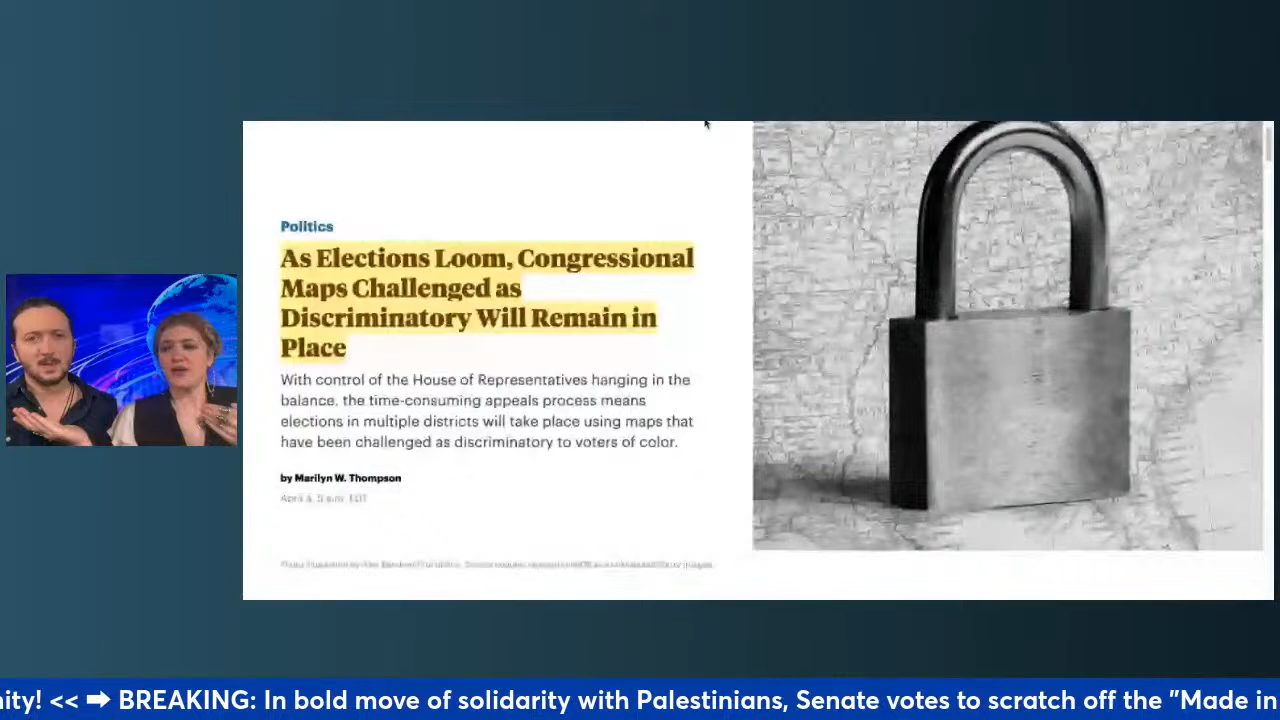 Politics
As Elections Loom, Congressional
Maps Challenged as
Discriminatory Will Remain in
Place
With control of the House of Representatives hanging in the
balance, the time-consuming appeals process means
elections in multiple districts will take place using maps that
have been challenged as discriminatory to voters of color.
by Marilyn W. Thompson
nity! << ➡ BREAKING: In bold move of solidarity with Palestinians, Senate votes to scratch off the "Made in